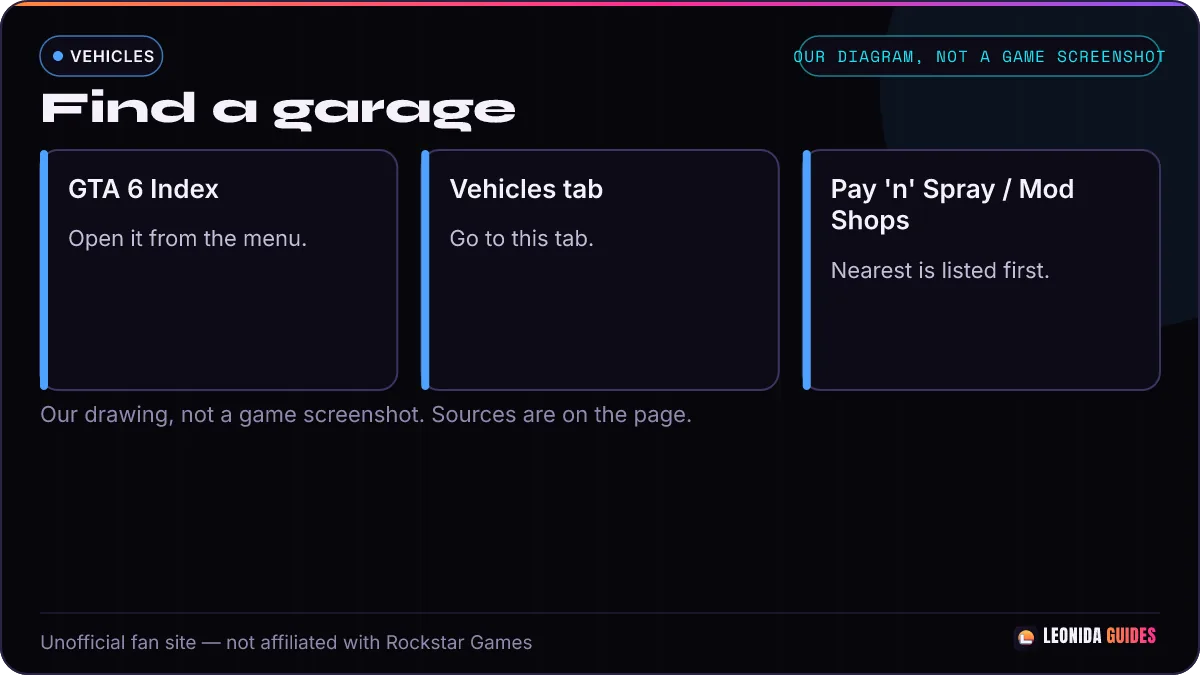 VEHICLES
OUR DIAGRAM, NOT A GAME SCREENSHOT
Find a garage
GTA 6 Index
Open it from the menu.
Vehicles tab
Go to this tab.
Pay 'n' Spray / Mod
Shops
Nearest is listed first.
Our drawing, not a game screenshot. Sources are on the page.
Unofficial fan site — not affiliated with Rockstar Games
LEONIDA GUIDES